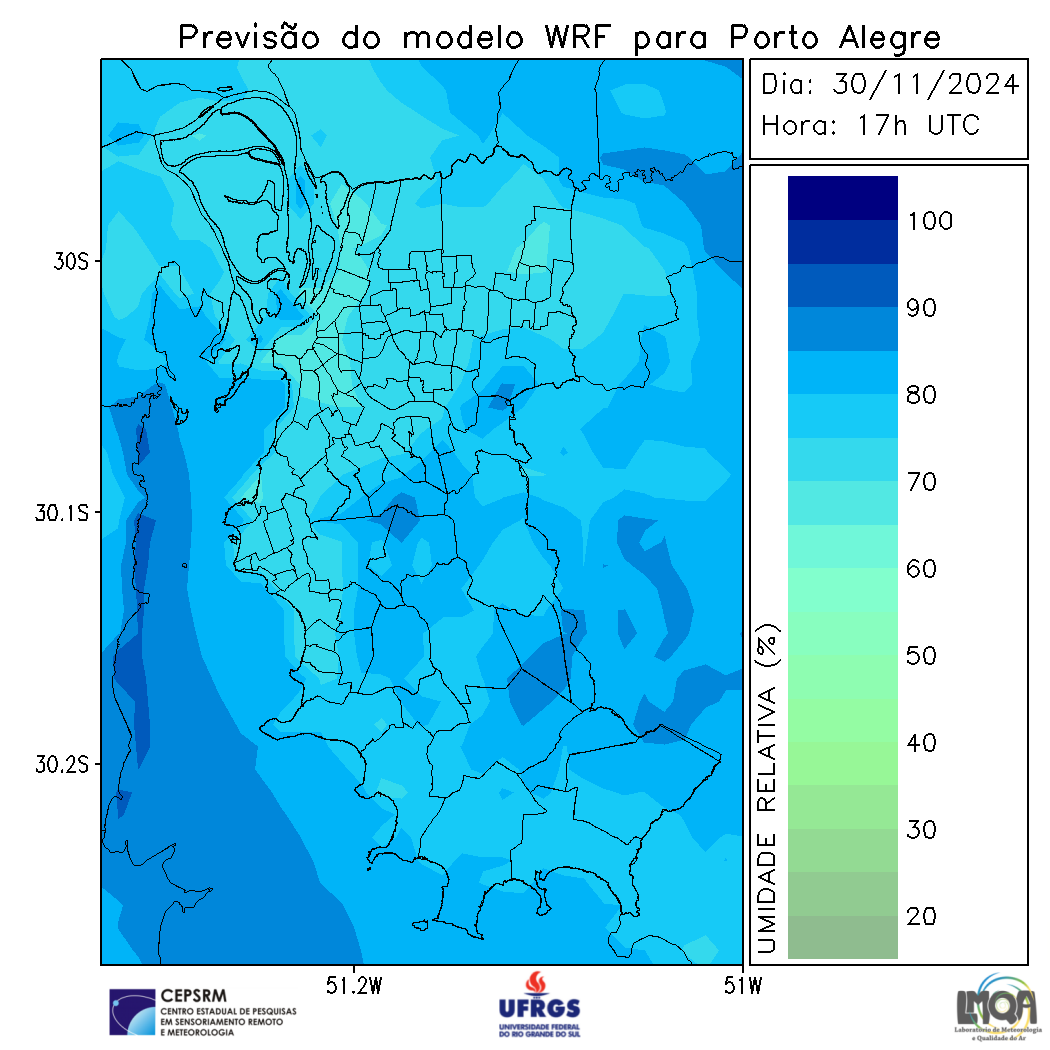 Previsão do modelo WRF para Porto Alegre
Dia: 30/11/2024
Hora: 17h UTC
30S
30.1S
30.2S
51.2W
51W
UMIDADE RELATIVA (%)
100
90
80
70
60
50
40
30
20
CEPSRM
CENTRO ESTADUAL DE PESQUISAS
EM SENSORIAMENTO REMOTO
E METEOROLOGIA
UFRGS
UNIVERSIDADE FEDERAL
DO RIO GRANDE DO SUL
LMQA
Laboratório de Meteorologia
e Qualidade do Ar